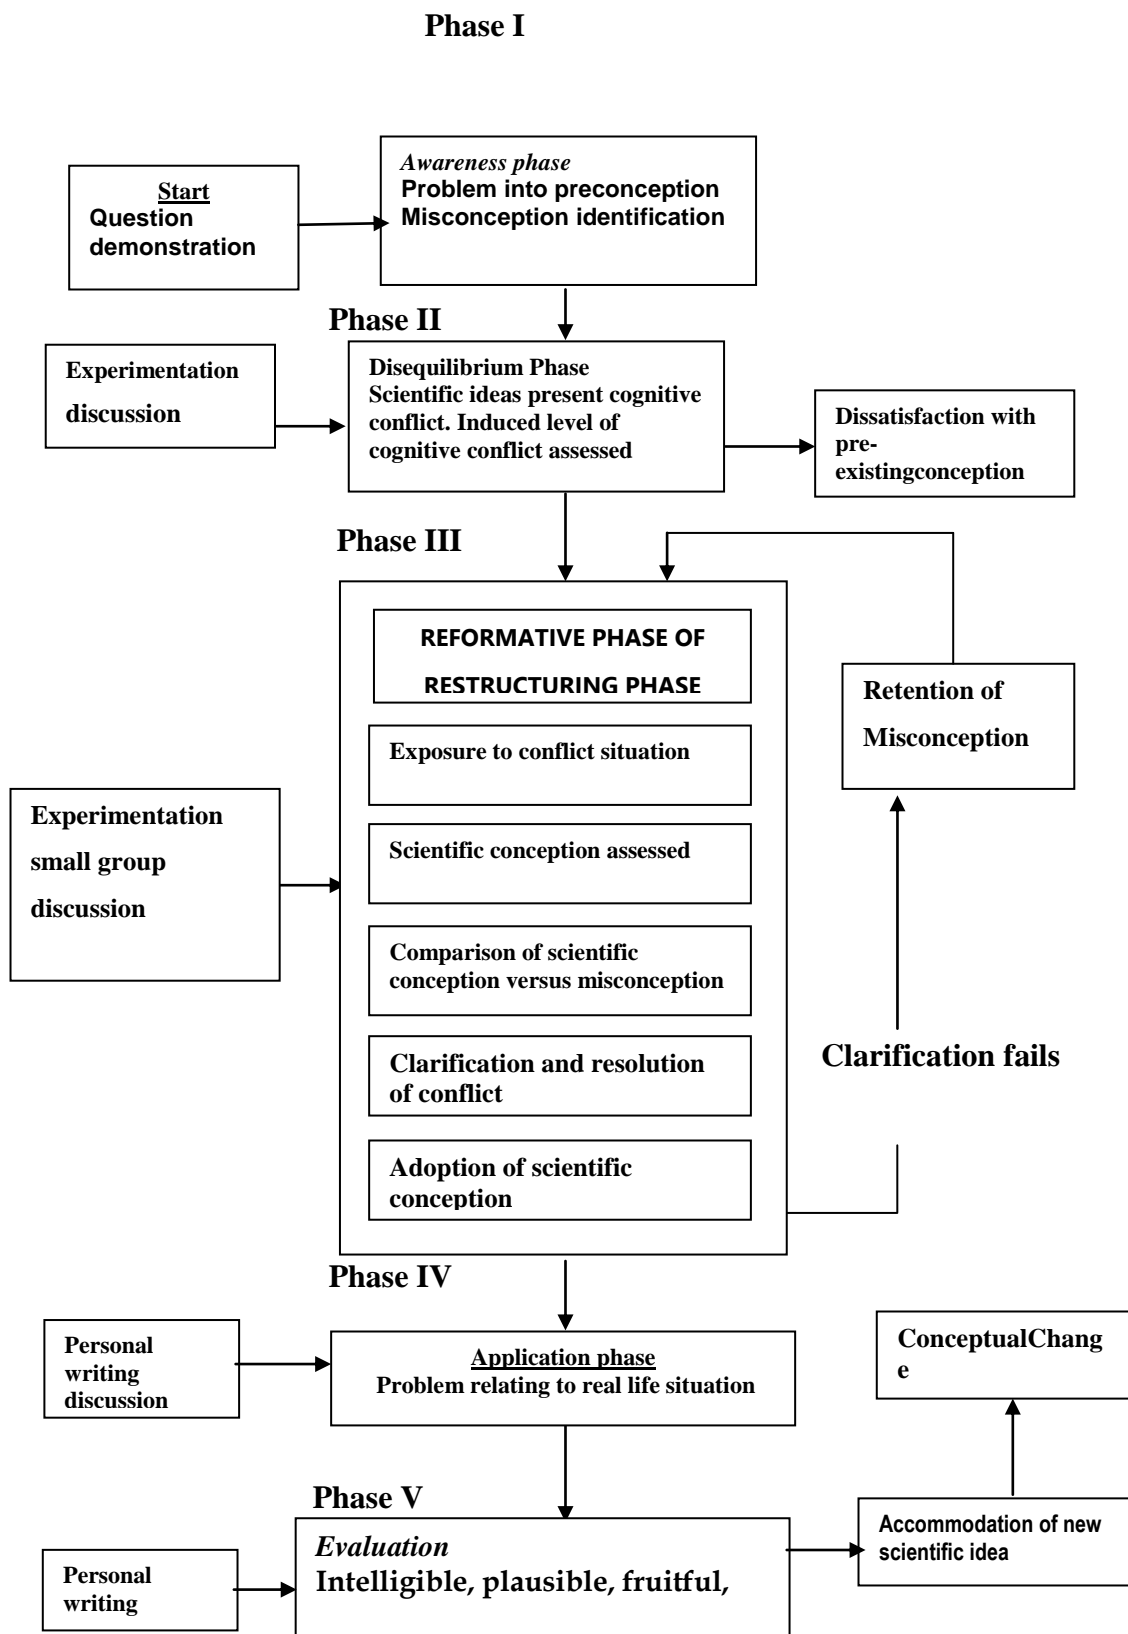 Phase I
Start
Question
demonstration
Awareness phase
Problem into preconception
Misconception identification
Phase II
Experimentation
discussion
Disequilibrium Phase
Scientific ideas present cognitive
conflict. Induced level of
cognitive conflict assessed
Dissatisfaction with
pre-
existingconception
Phase III
REFORMATIVE PHASE OF
RESTRUCTURING PHASE
Exposure to conflict situation
Scientific conception assessed
Comparison of scientific
conception versus misconception
Clarification and resolution
of conflict
Adoption of scientific
conception
Experimentation
small group
discussion
Retention of
Misconception
Clarification fails
Phase IV
Personal
writing
discussion
Application phase
Problem relating to real life situation
ConceptualChang
e
Phase V
Personal
writing
Evaluation
Intelligible, plausible, fruitful,
Accommodation of new
scientific idea